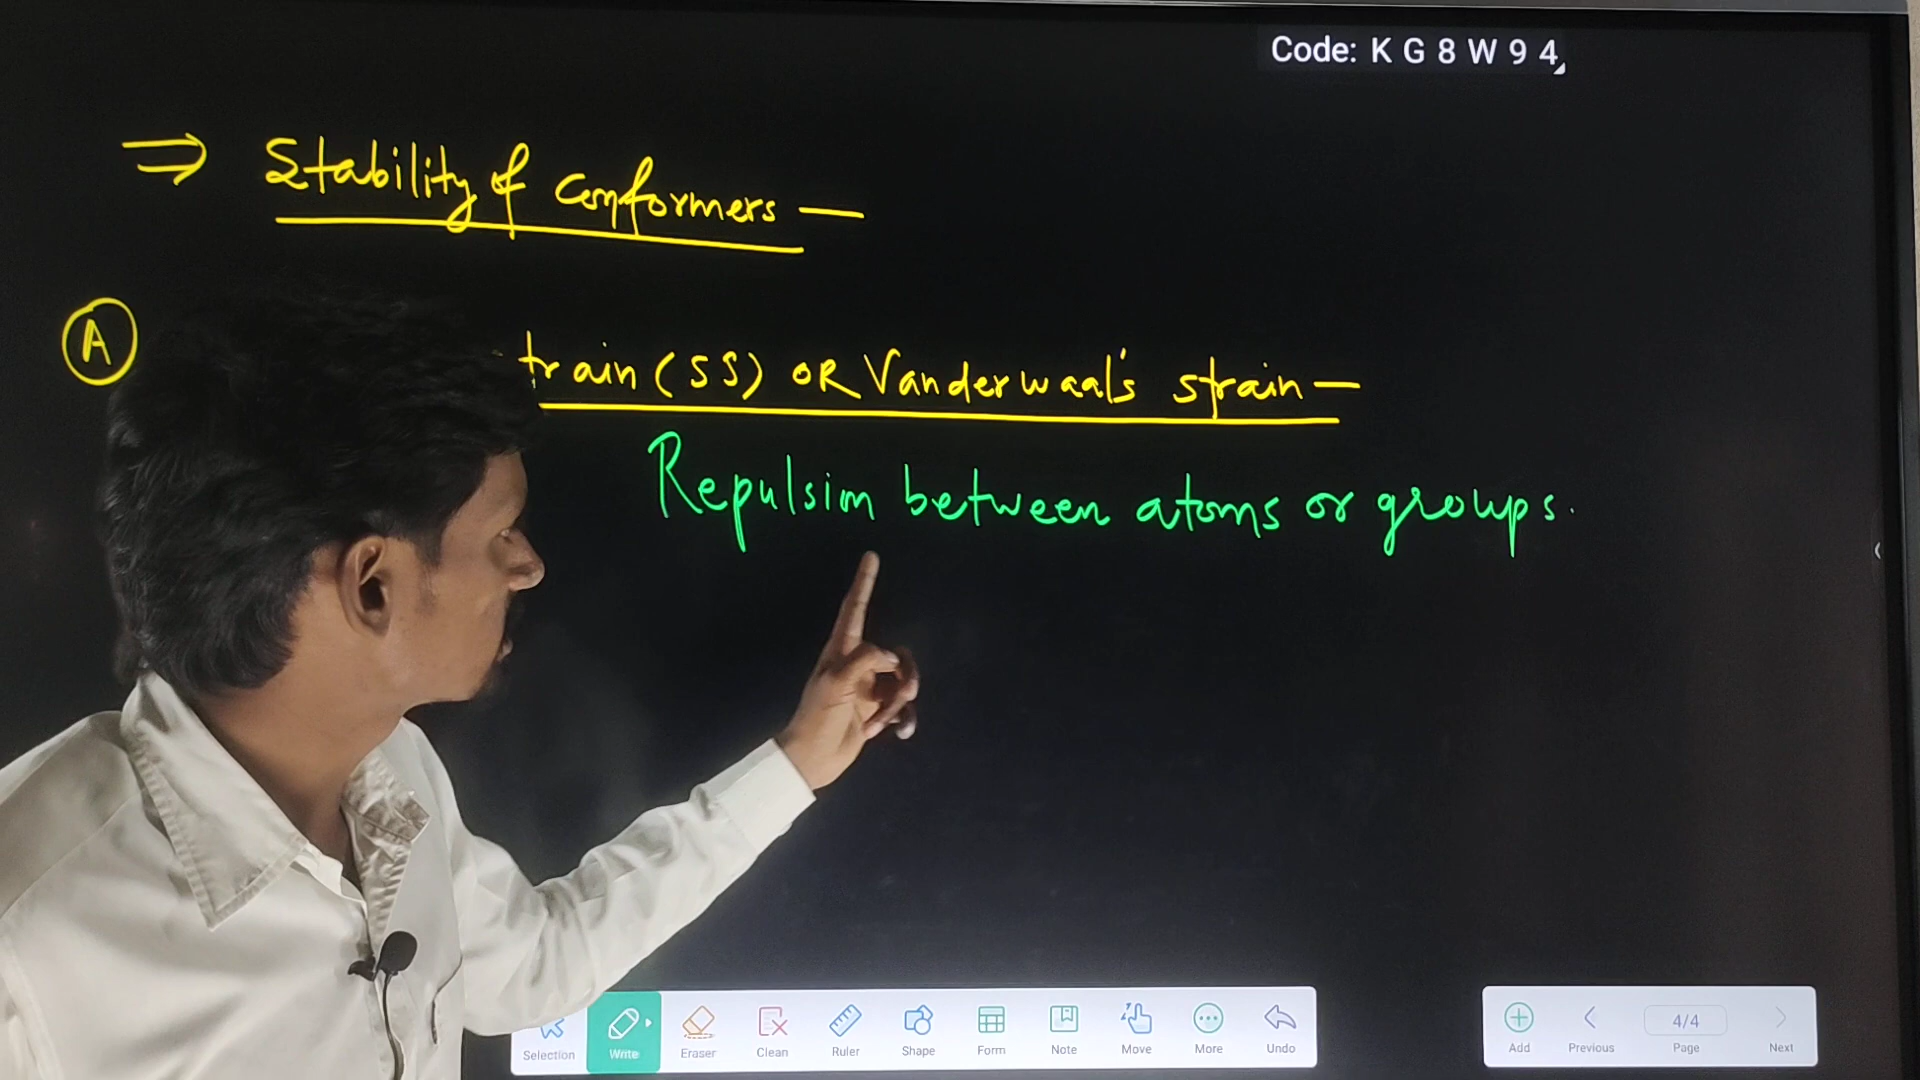 Code: K G 8 W 9 4
⇒ Stability of conformers —
A train (SS) OR Vanderwaal's strain —
Repulsion between atoms or groups.
Selection Write Eraser Clean Ruler Shape Form Note Move More Undo Add Previous 4/4 Page Next